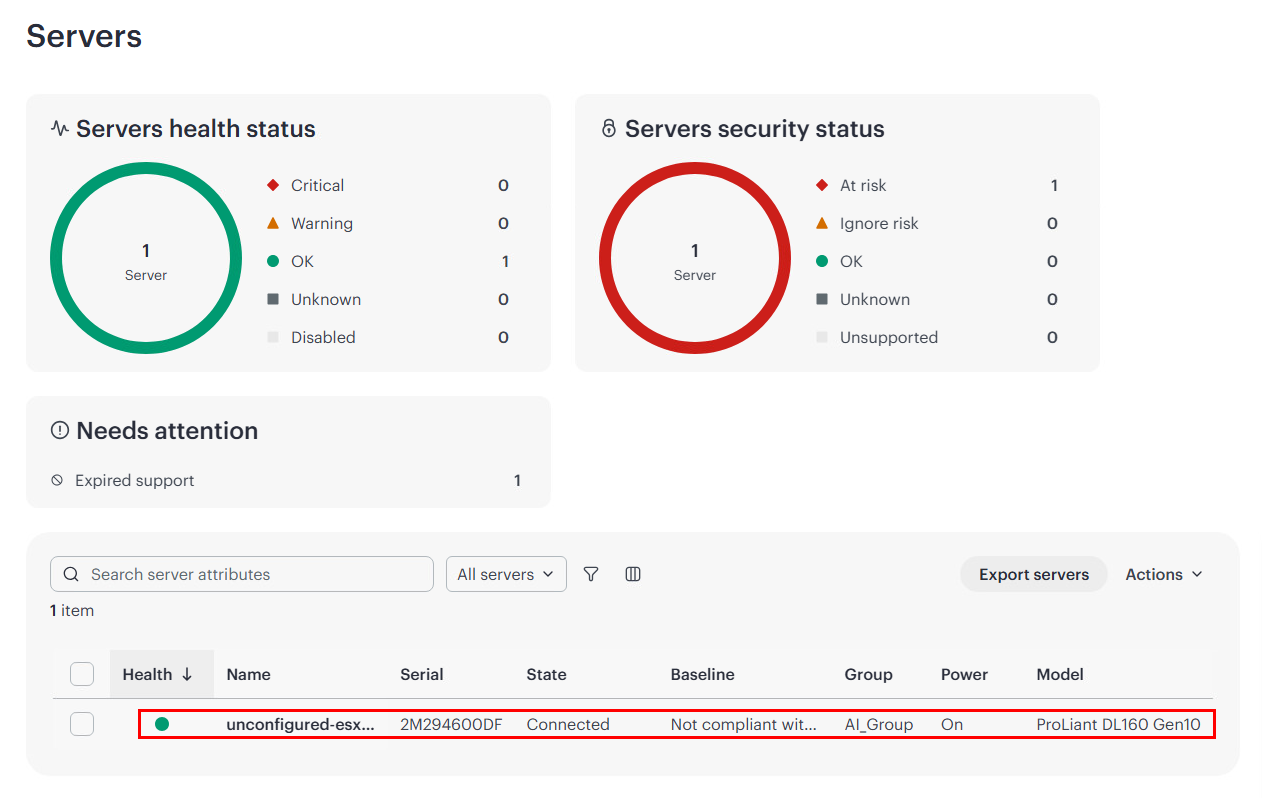 Servers
Servers health status
1
Server
Critical 0
Warning 0
OK 1
Unknown 0
Disabled 0
Servers security status
1
Server
At risk 1
Ignore risk 0
OK 0
Unknown 0
Unsupported 0
Needs attention
Expired support 1
Search server attributes All servers Export servers Actions
1 item
Health ↓ Name Serial State Baseline Group Power Model
unconfigured-esx... 2M294600DF Connected Not compliant wit... AI_Group On ProLiant DL160 Gen10